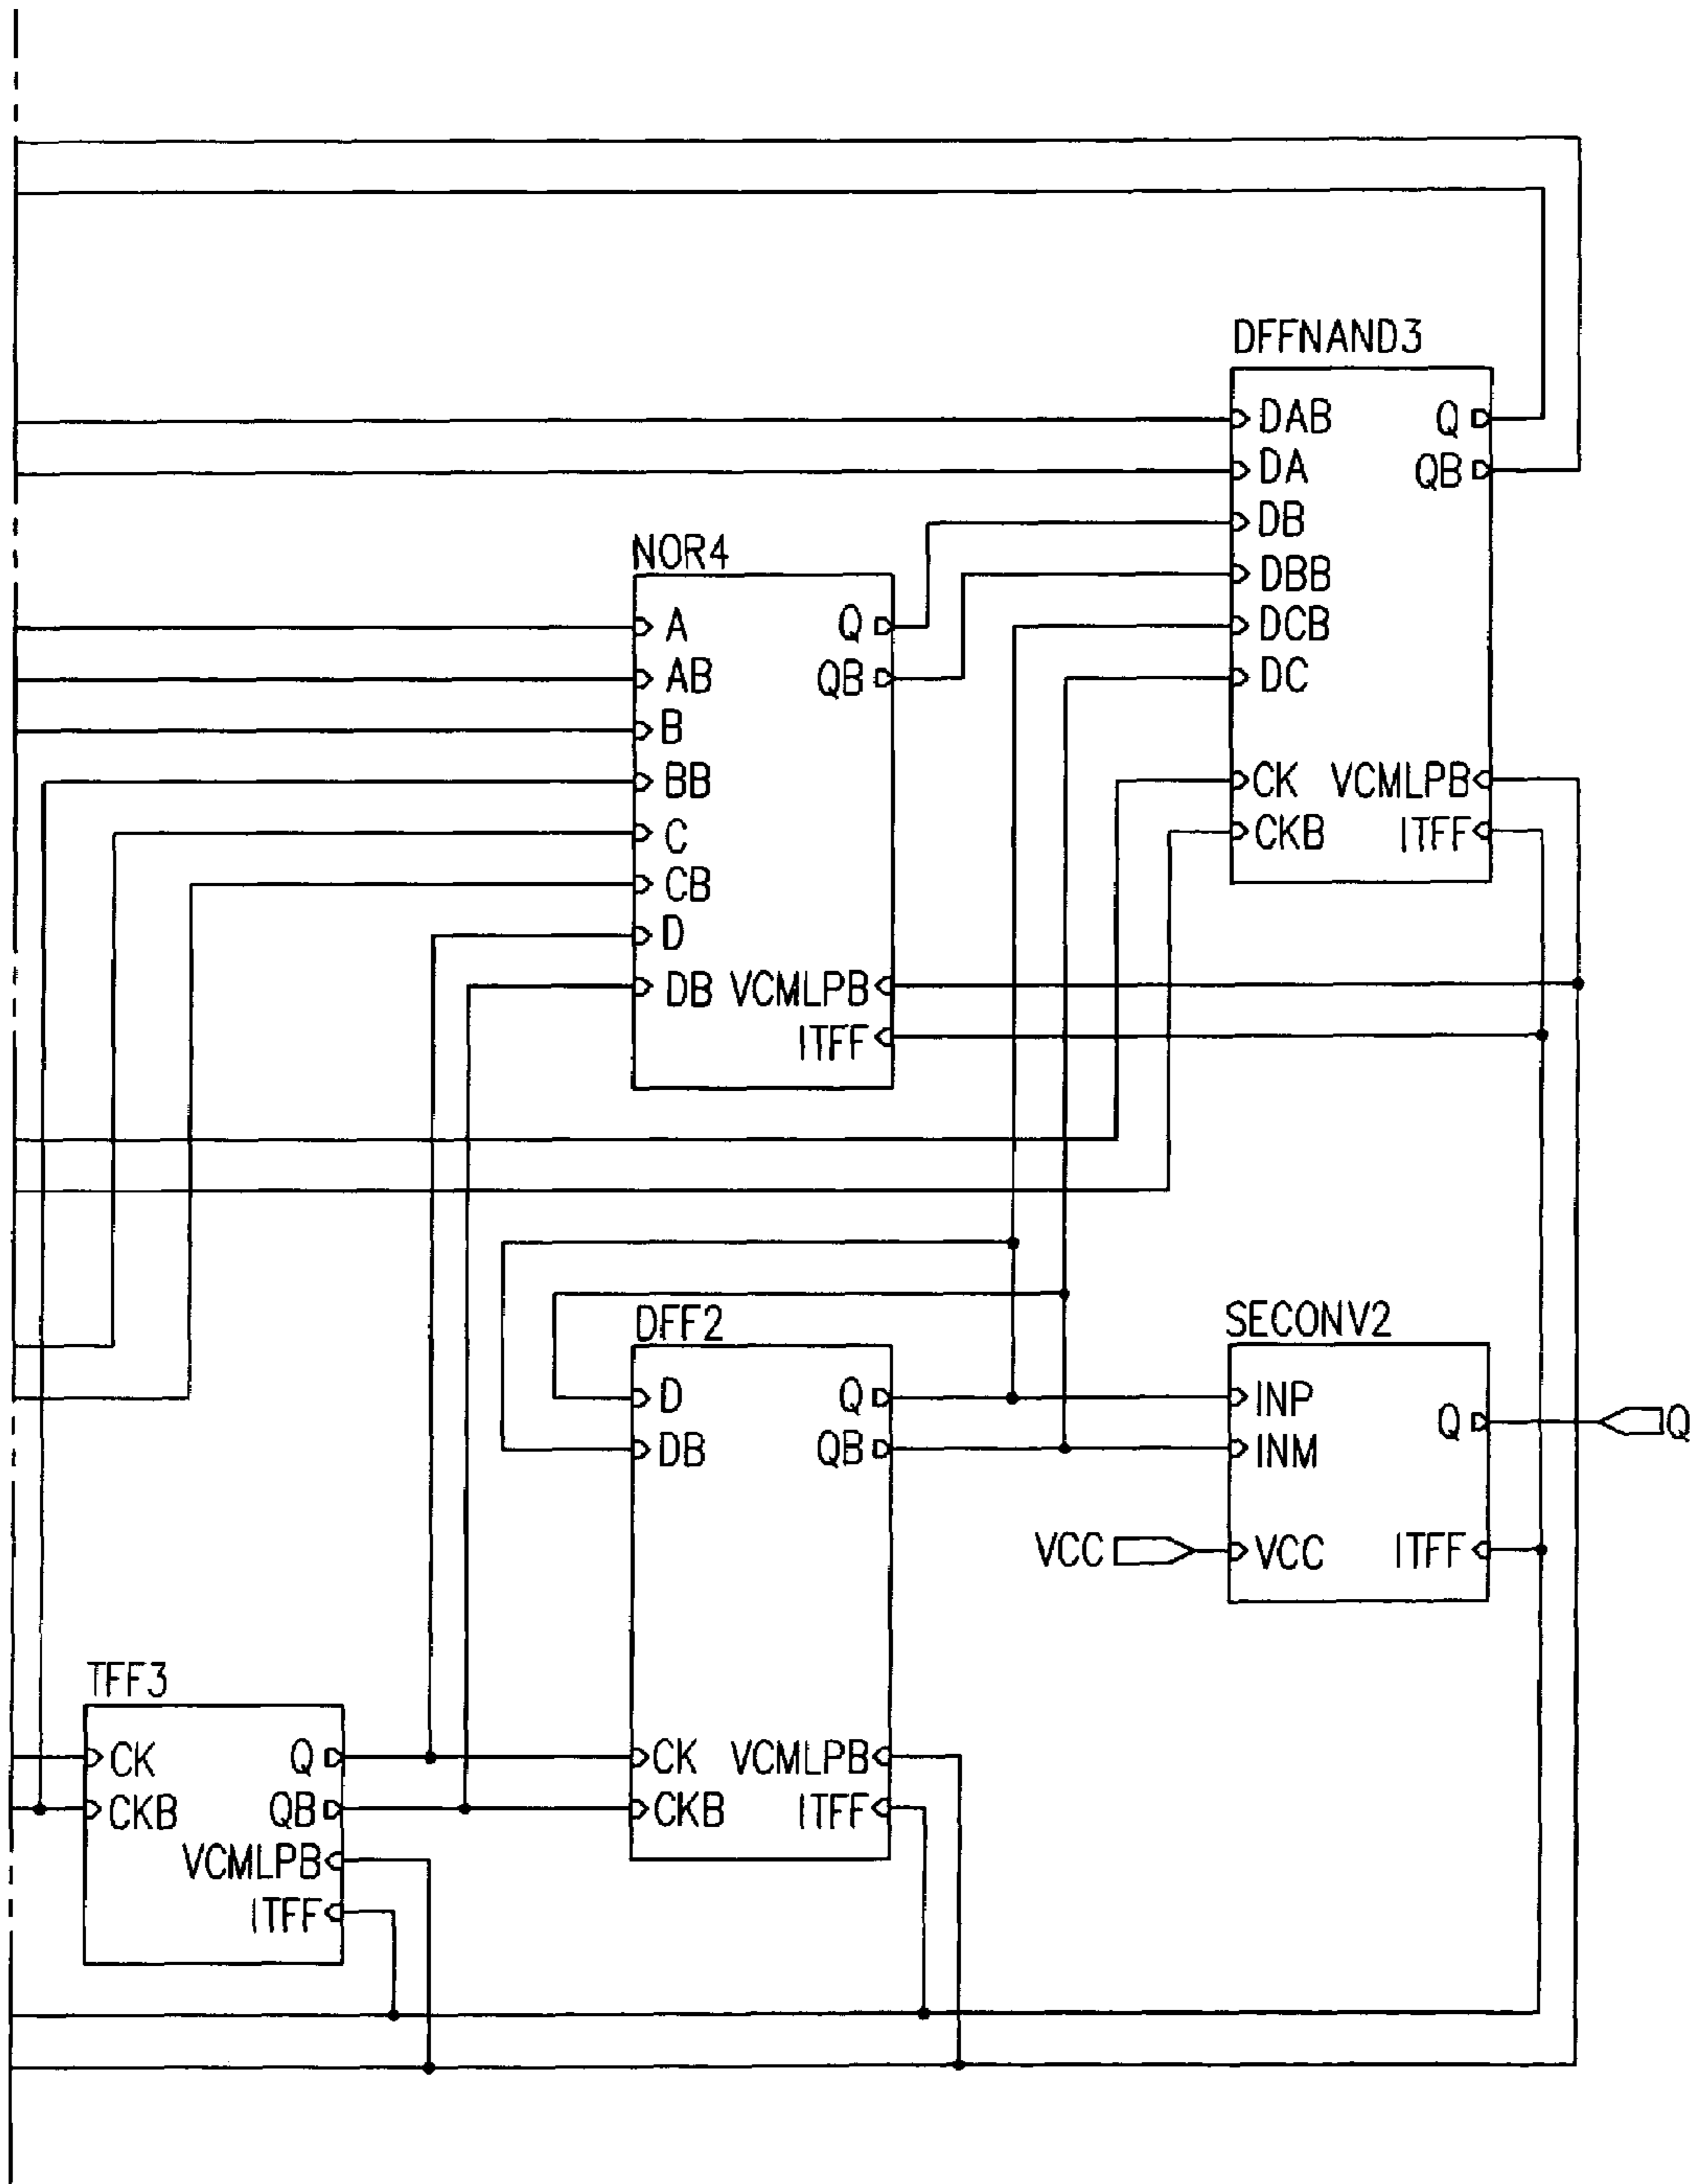 DFFNAND3
DAB Q
DA QB
DB
DBB
DCB
DC
CK VCMLPB
CKB ITFF
NOR4
A Q
AB QB
B
BB
C
CB
D
DB VCMLPB
ITFF
DFF2
D Q
DB QB
CK VCMLPB
CKB ITFF
SECONV2
INP Q
INM
VCC ITFF
VCC
Q
TFF3
CK Q
CKB QB
VCMLPB
ITFF